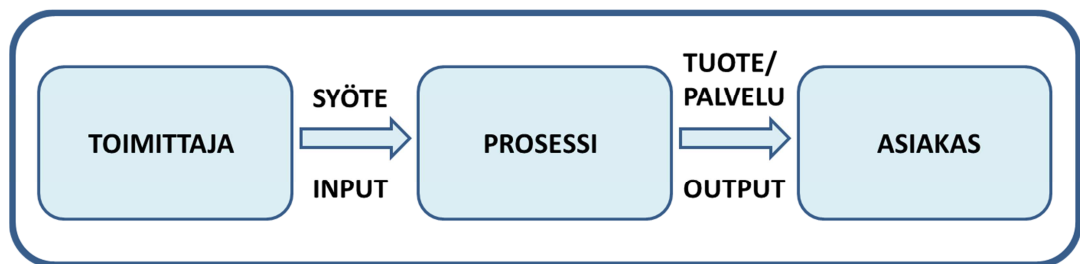 TOIMITTAJA
SYÖTE
INPUT
PROSESSI
TUOTE/
PALVELU
OUTPUT
ASIAKAS